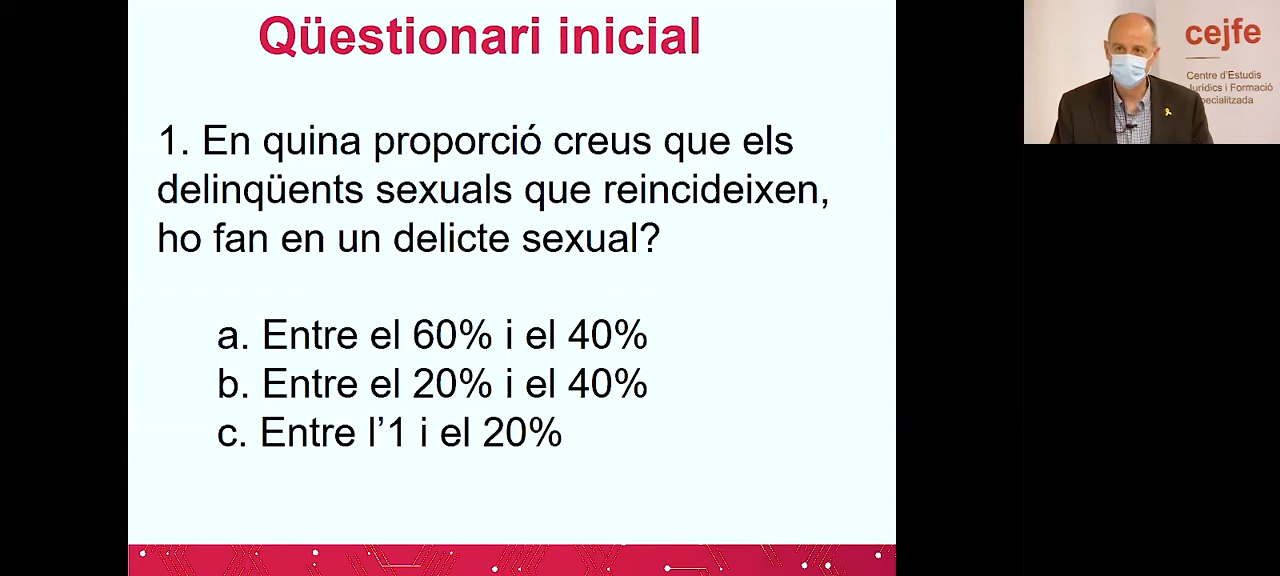 Qüestionari inicial
1. En quina proporció creus que els
delinqüents sexuals que reincideixen,
ho fan en un delicte sexual?
a. Entre el 60% i el 40%
b. Entre el 20% i el 40%
c. Entre l’1 i el 20%
cejfe
Centre d'Estudis
Jurídics i Formació